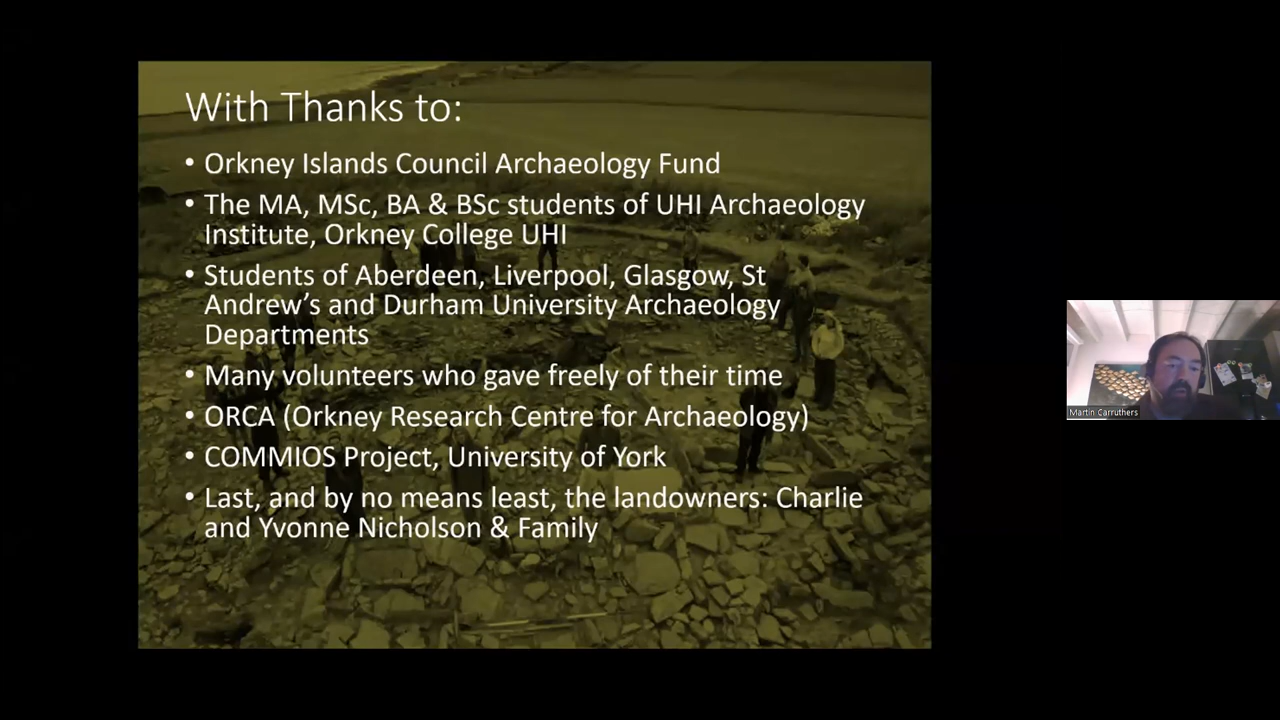 With Thanks to:
• Orkney Islands Council Archaeology Fund
• The MA, MSc, BA & BSc students of UHI Archaeology
Institute, Orkney College UHI
• Students of Aberdeen, Liverpool, Glasgow, St
Andrew’s and Durham University Archaeology
Departments
• Many volunteers who gave freely of their time
• ORCA (Orkney Research Centre for Archaeology)
• COMMIOS Project, University of York
• Last, and by no means least, the landowners: Charlie
and Yvonne Nicholson & Family
Martin Carruthers